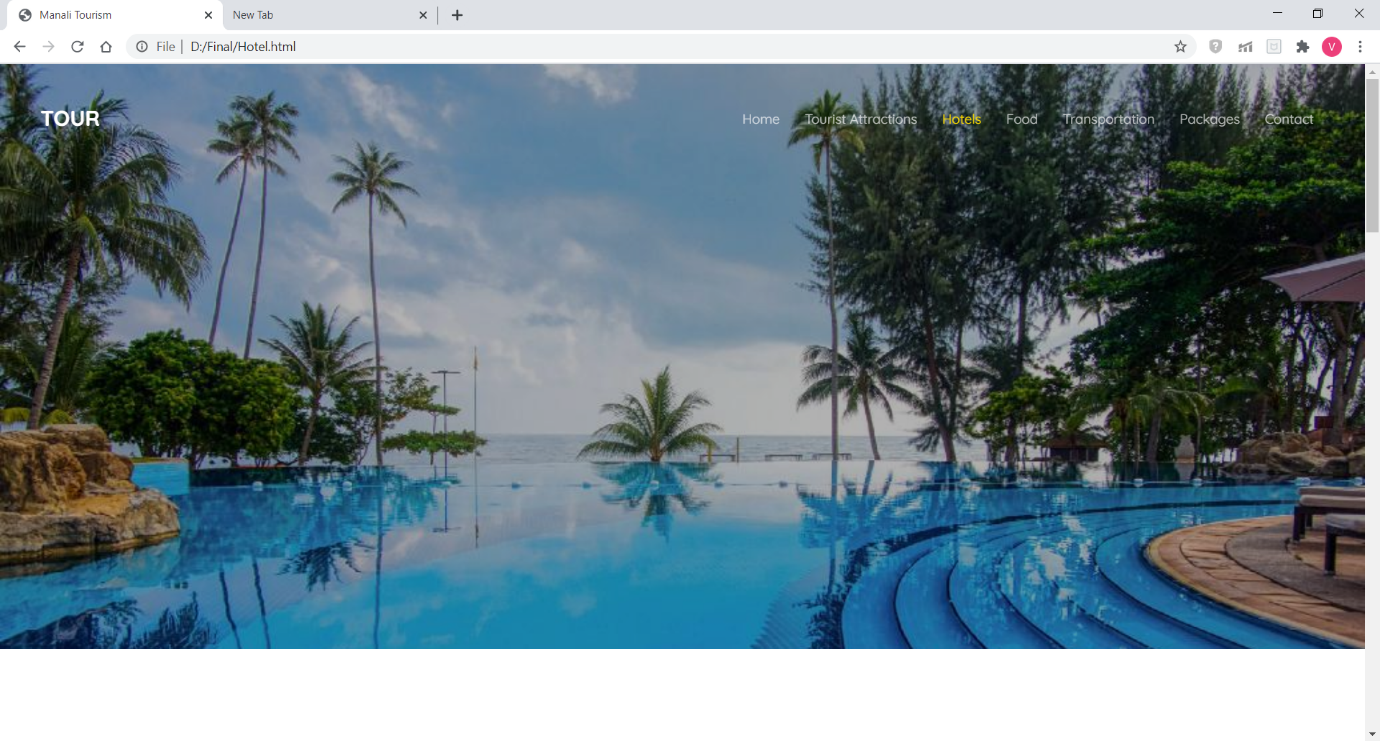 Manali Tourism
New Tab
File | D:/Final/Hotel.html
V
TOUR
Home Tourist Attractions Hotels Food Transportation Packages Contact